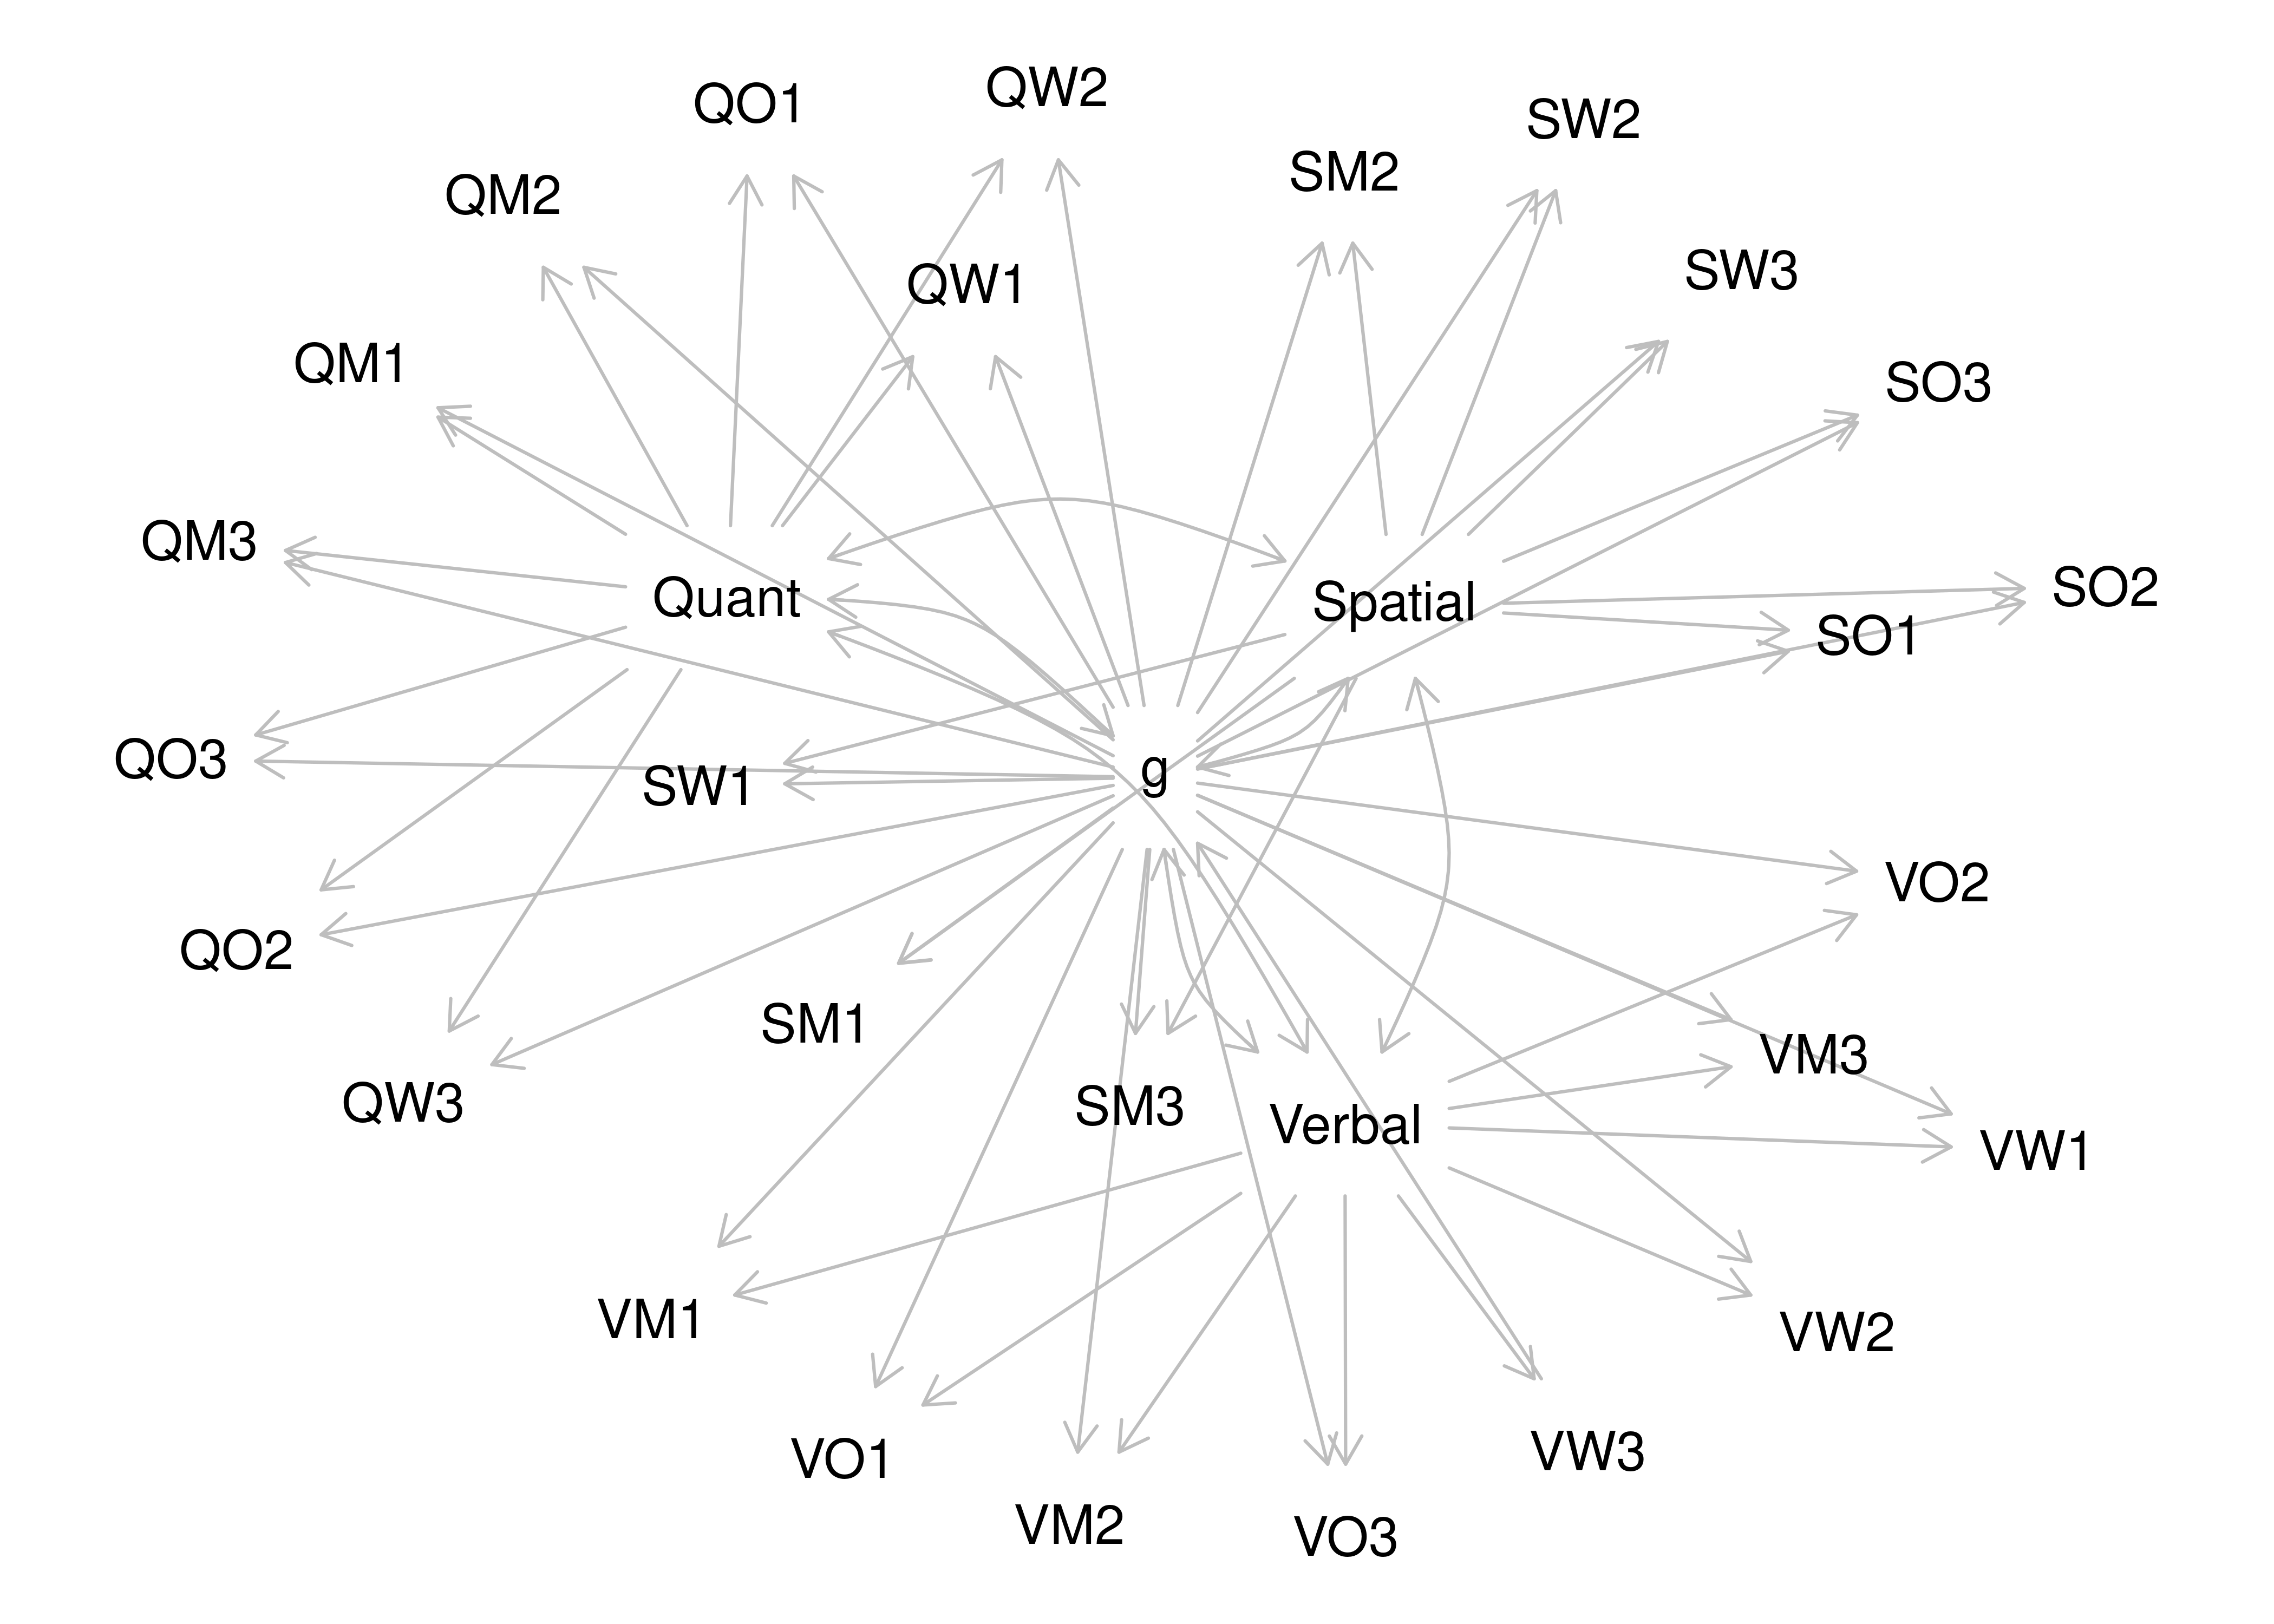 QW2
QO1
SW2
SM2
QM2
SW3
QW1
QM1
SO3
QM3
SO2
Quant
Spatial
SO1
QO3
g
SW1
VO2
QO2
SM1
VM3
QW3
SM3
Verbal
VW1
VM1
VW2
VW3
VO1
VM2
VO3